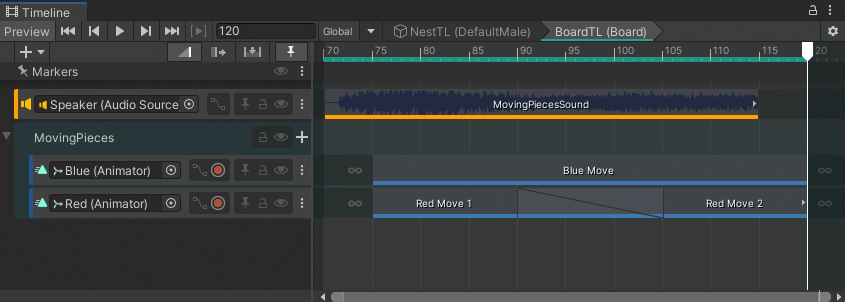 Timeline
Preview 120 Global NestTL (DefaultMale) BoardTL (Board)
70 75 80 85 90 95 100 105 110 115 20
Markers
Speaker (Audio Source MovingPiecesSound
MovingPieces
Blue (Animator) Blue Move
Red (Animator) Red Move 1 Red Move 2